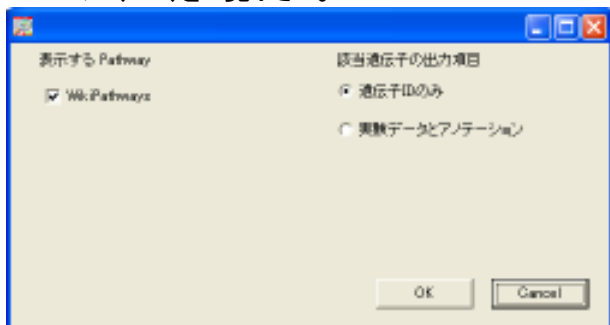 表示する Pathway
WikiPathways
該当遺伝子の出力項目
遺伝子IDのみ
実験データとアノテーション
OK
Cancel